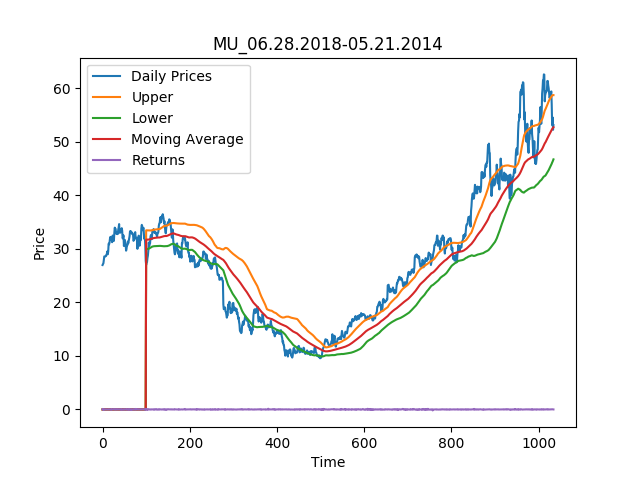 MU_06.28.2018-05.21.2014
Daily Prices
Upper
Lower
Moving Average
Returns
Price
60
50
40
30
20
10
0
0 200 400 600 800 1000
Time